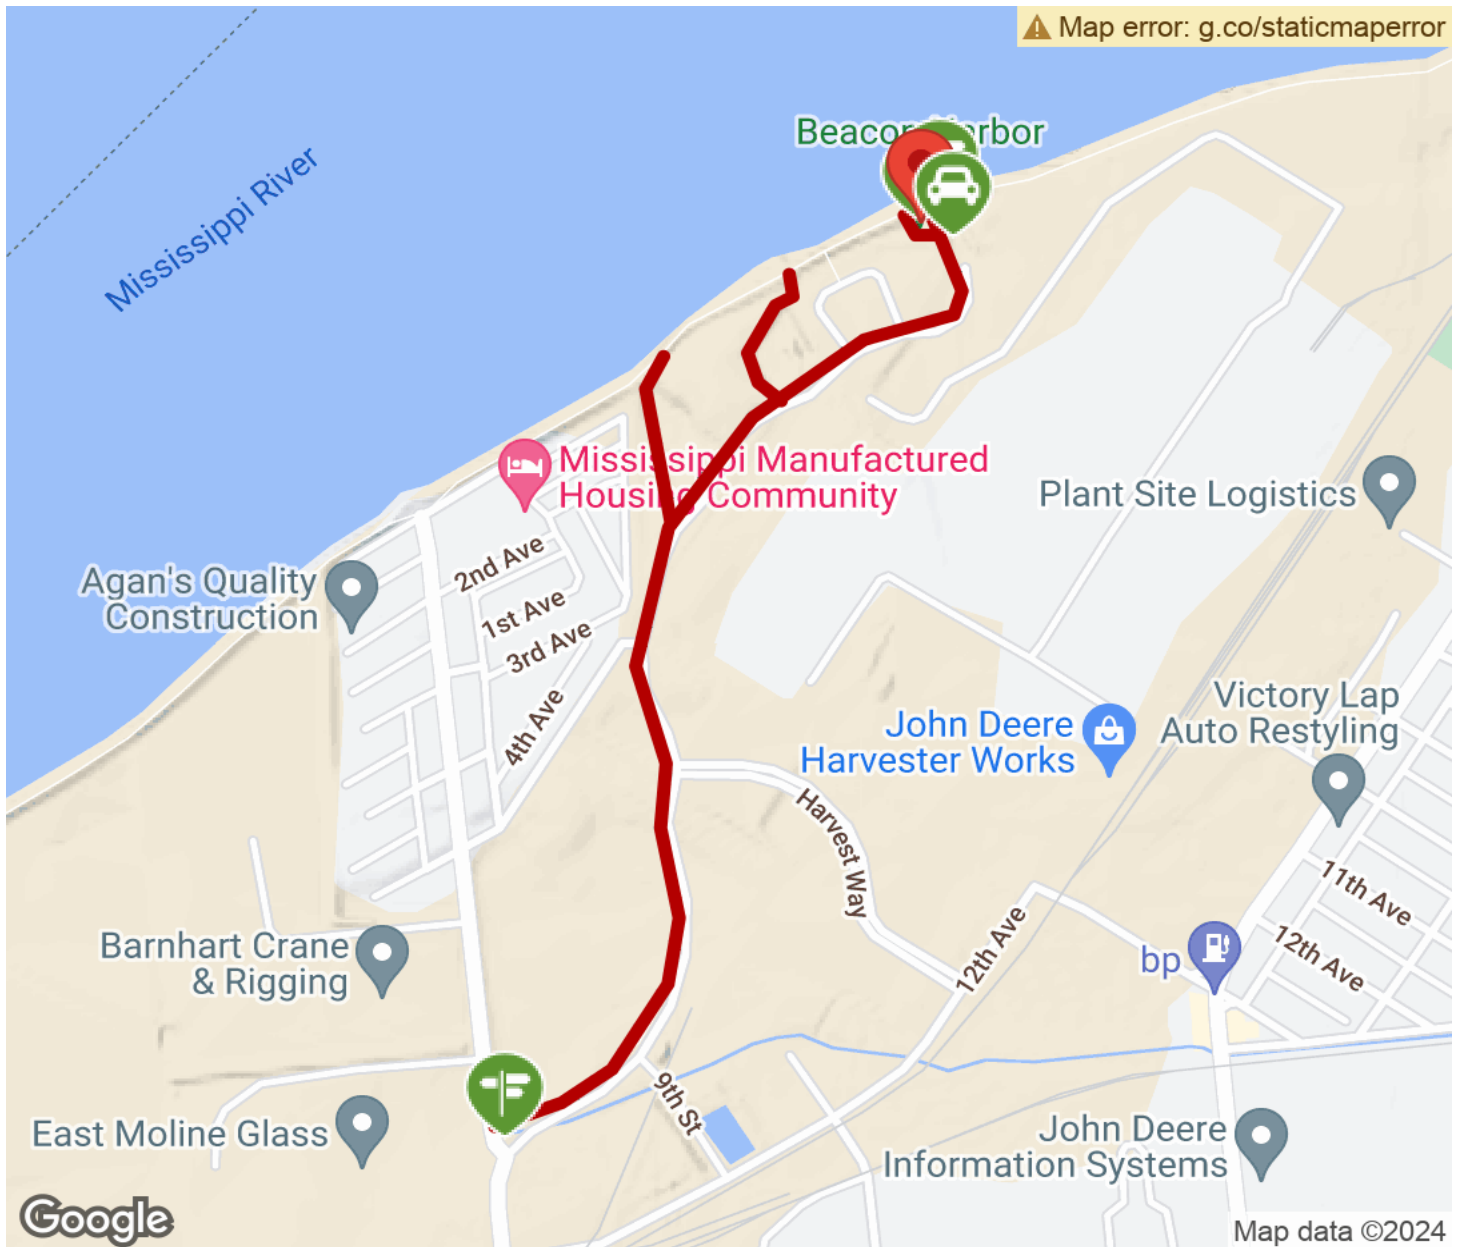 Map error: g.co/staticmaperror
Beacon Harbor
Mississippi River
Mississippi Manufactured
Housing Community
Plant Site Logistics
Agan's Quality
Construction
2nd Ave
1st Ave
3rd Ave
4th Ave
Victory Lap
Auto Restyling
John Deere
Harvester Works
Harvest Way
11th Ave
12th Ave
12th Ave
bp
Barnhart Crane
& Rigging
9th St
East Moline Glass
John Deere
Information Systems
Google
Map data ©2024